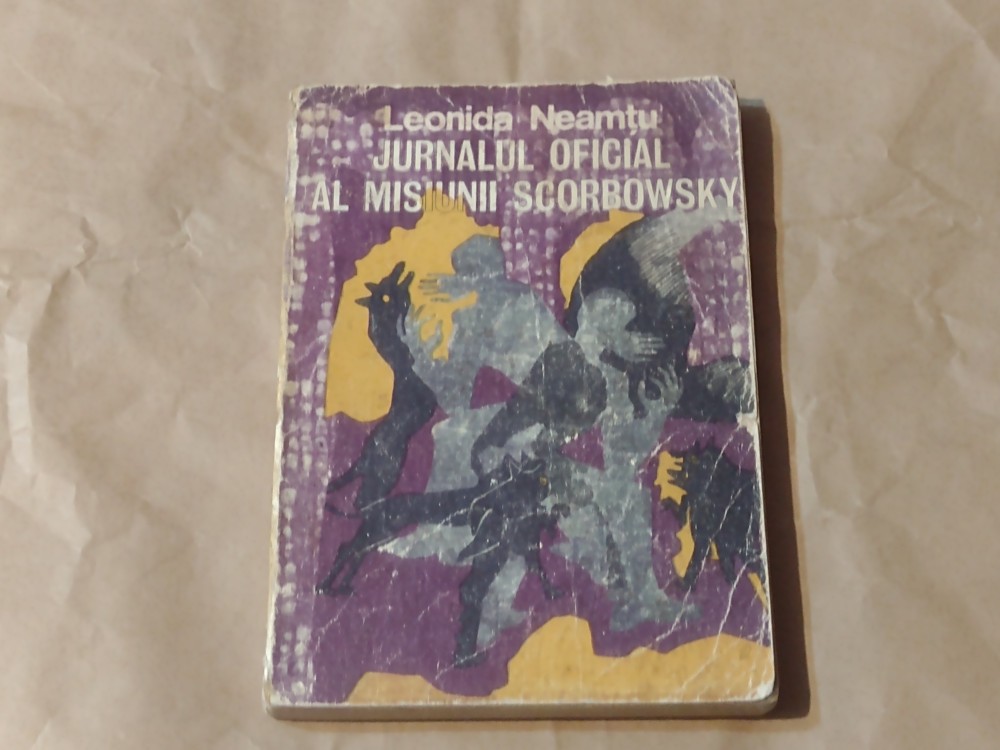 Leonida Neamțu
JURNALUL OFICIAL
AL MISIUNII SCORBOWSKY